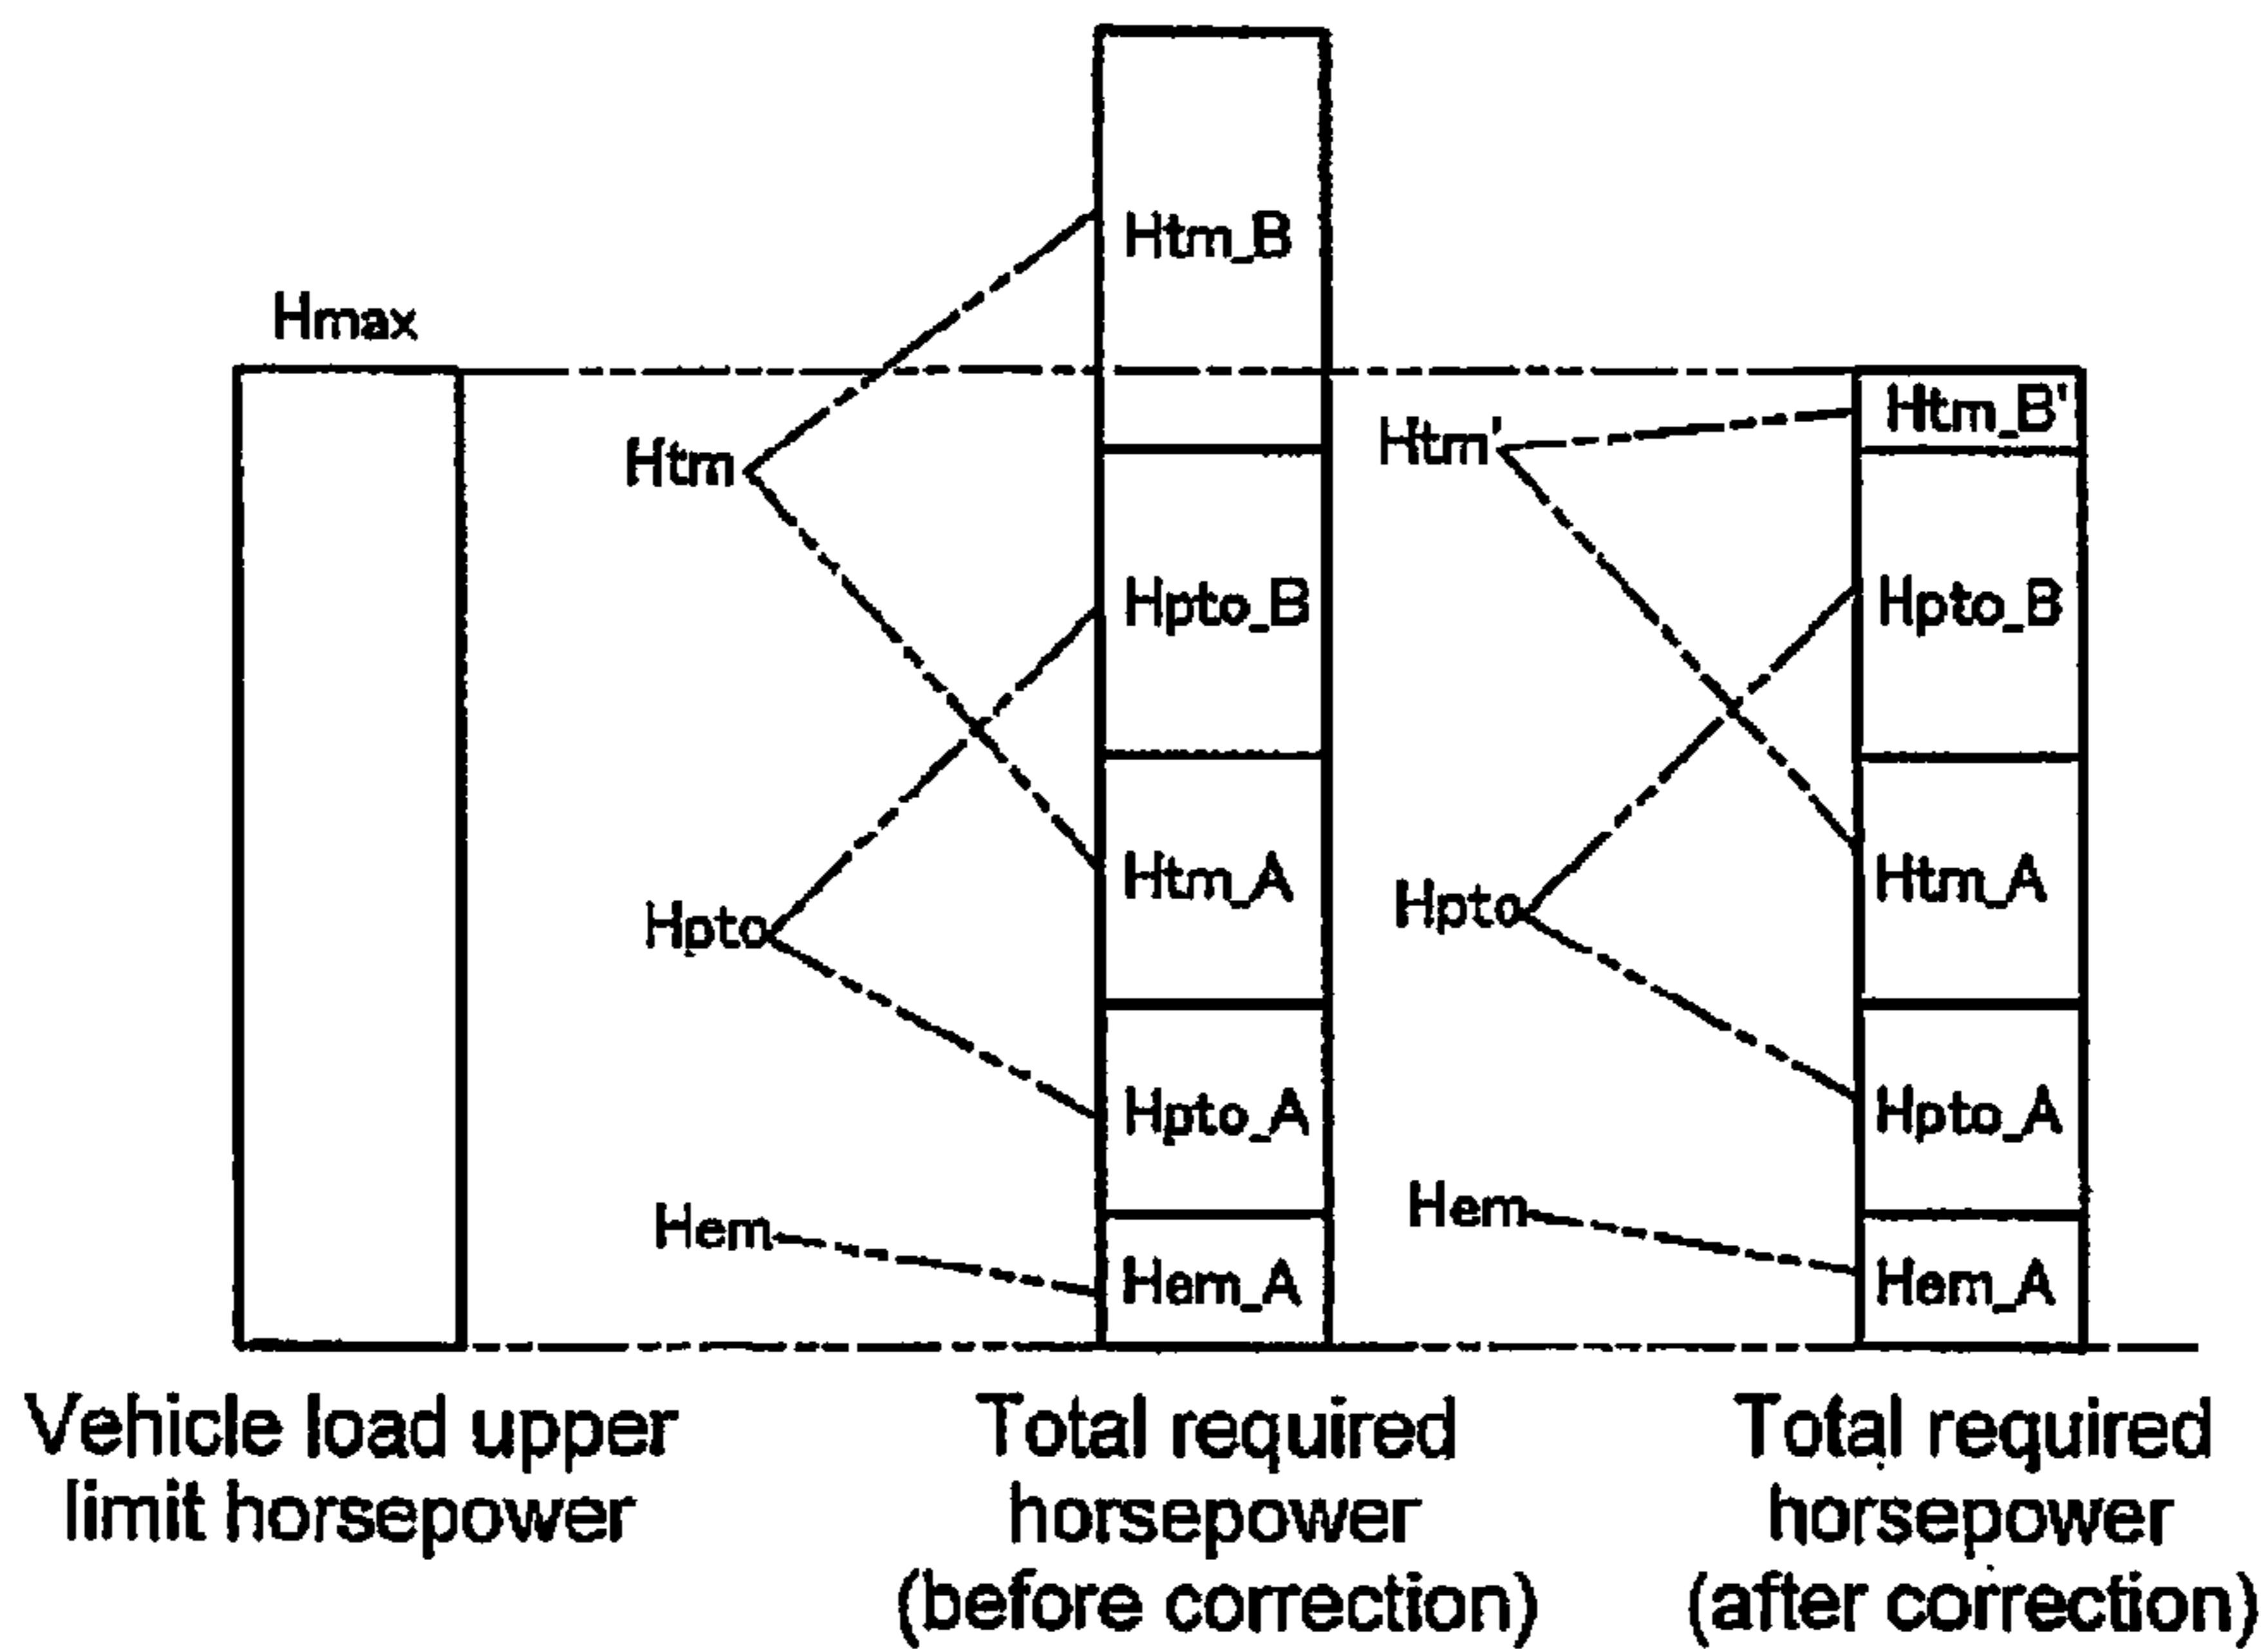 Hmax
Htm
Hpto
Hem
Htm_B
Hpto_B
Htm_A
Hpto_A
Hem_A
Htm'
Hpto
Hem
Htm_B'
Hpto_B
Htm_A
Hpto_A
Hem_A
Vehicle load upper
limit horsepower
Total required
horsepower
(before correction)
Total required
horsepower
(after correction)